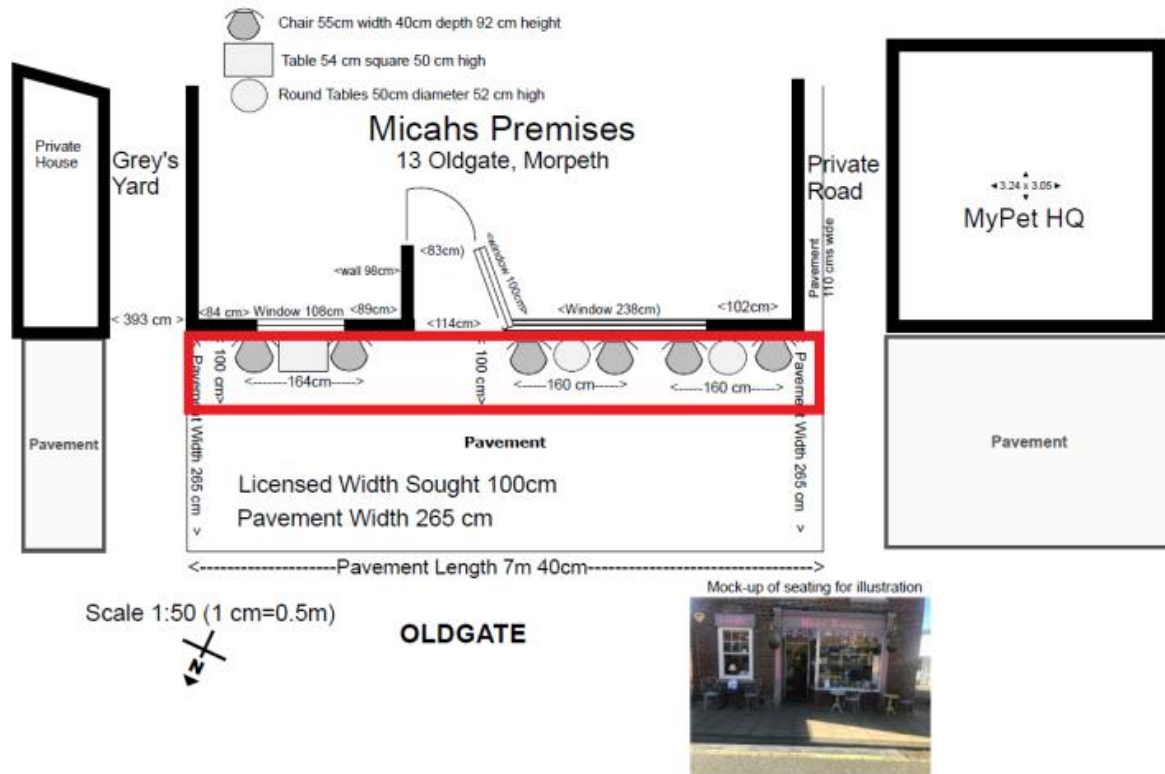 Chair 55cm width 40cm depth 92 cm height
Table 54 cm square 50 cm high
Round Tables 50cm diameter 52 cm high
Micahs Premises
13 Oldgate, Morpeth
Private
House
Grey's
Yard
Private
Road
◄ 3.24 x 3.05 ►
MyPet HQ
<83cm)
<window 100cm>
<wall 98cm>
Pavement
110 cms wide
< 393 cm >
<84 cm>
Window 108cm
<89cm>
<114cm>
<Window 238cm)
<102cm>
<Pavement Width 265 cm >
100 cm>
<-------164cm---->
100 cm>
<-----160 cm---->
<-----160 cm---->
Pavement Width 265 cm >
Pavement
Pavement
Pavement
Licensed Width Sought 100cm
Pavement Width 265 cm
<--------------------Pavement Length 7m 40cm-------------------->
Scale 1:50 (1 cm=0.5m)
N
OLDGATE
Mock-up of seating for illustration